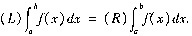 (L)∫_a^b f(x) dx = (R)∫_a^b f(x) dx.